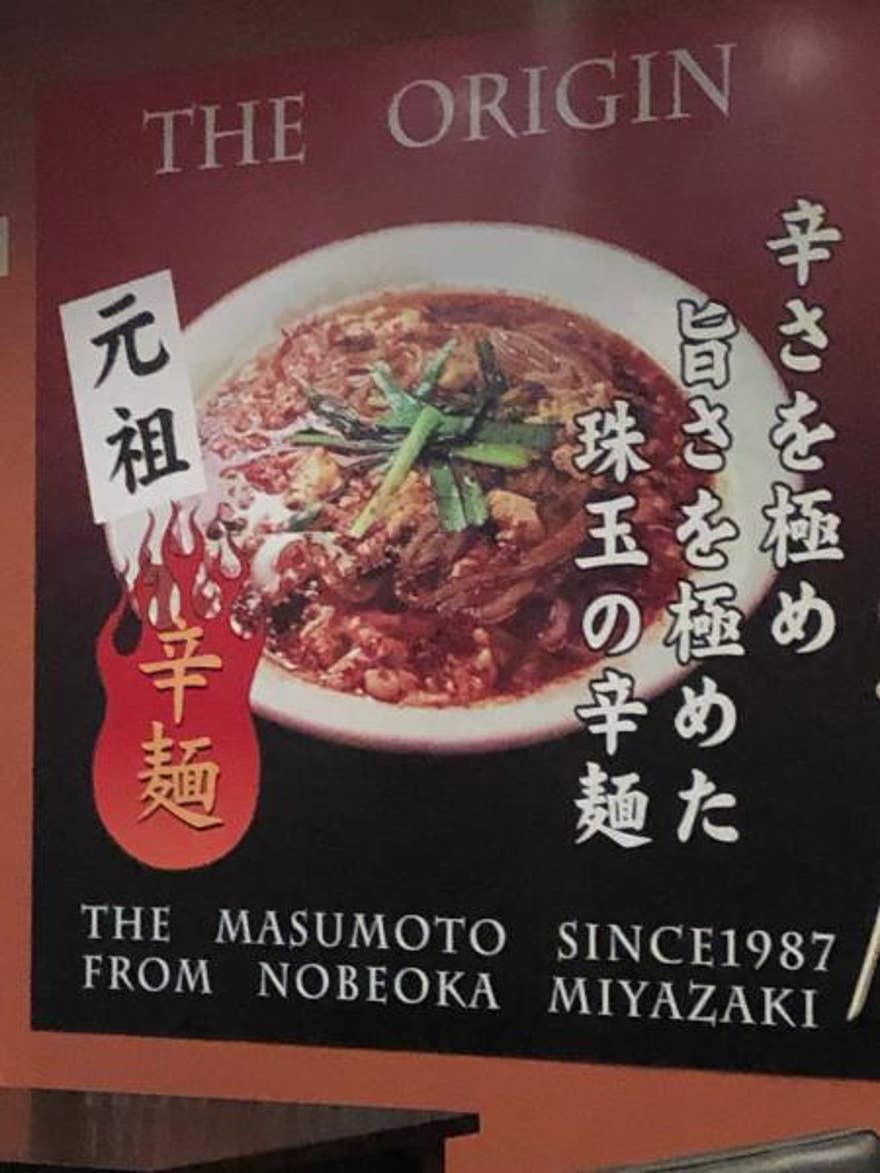 THE ORIGIN
元祖
辛麺
辛さを極め
旨さを極めた
珠玉の辛麺
THE MASUMOTO SINCE1987
FROM NOBEOKA MIYAZAKI